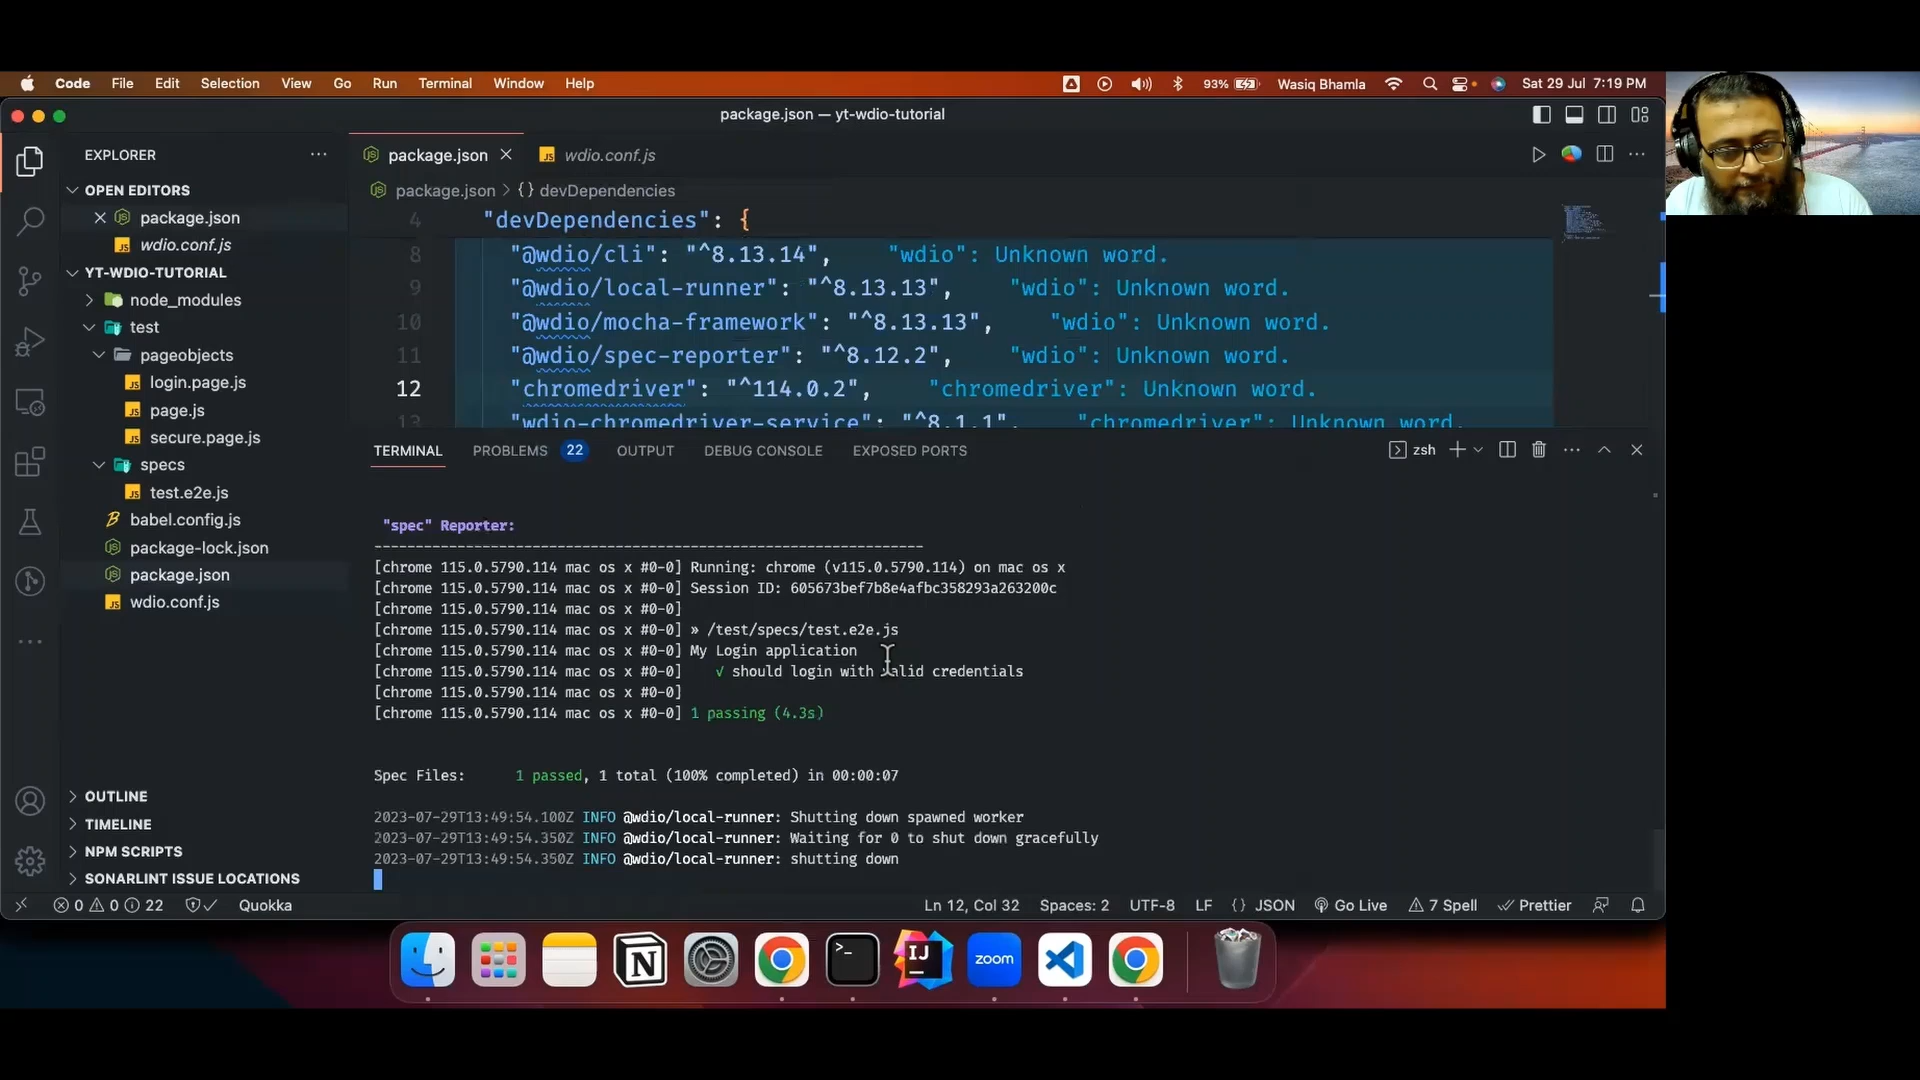 Code File Edit Selection View Go Run Terminal Window Help 93% Wasiq Bhamla Sat 29 Jul 7:19 PM
package.json — yt-wdio-tutorial
EXPLORER
OPEN EDITORS
package.json
wdio.conf.js
YT-WDIO-TUTORIAL
node_modules
test
pageobjects
login.page.js
page.js
secure.page.js
specs
test.e2e.js
babel.config.js
package-lock.json
package.json
wdio.conf.js
OUTLINE
TIMELINE
NPM SCRIPTS
SONARLINT ISSUE LOCATIONS
package.json wdio.conf.js
package.json > {} devDependencies
4 "devDependencies": {
8 "@wdio/cli": "^8.13.14", "wdio": Unknown word.
9 "@wdio/local-runner": "^8.13.13", "wdio": Unknown word.
10 "@wdio/mocha-framework": "^8.13.13", "wdio": Unknown word.
11 "@wdio/spec-reporter": "^8.12.2", "wdio": Unknown word.
12 "chromedriver": "^114.0.2", "chromedriver": Unknown word.
13 "wdio-chromedriver-service": "^8.1.1", "chromedriver": Unknown word.
TERMINAL PROBLEMS 22 OUTPUT DEBUG CONSOLE EXPOSED PORTS zsh
"spec" Reporter:
------------------------------------------------------------------
[chrome 115.0.5790.114 mac os x #0-0] Running: chrome (v115.0.5790.114) on mac os x
[chrome 115.0.5790.114 mac os x #0-0] Session ID: 605673bef7b8e4afbc358293a263200c
[chrome 115.0.5790.114 mac os x #0-0]
[chrome 115.0.5790.114 mac os x #0-0] » /test/specs/test.e2e.js
[chrome 115.0.5790.114 mac os x #0-0] My Login application
[chrome 115.0.5790.114 mac os x #0-0] √ should login with valid credentials
[chrome 115.0.5790.114 mac os x #0-0]
[chrome 115.0.5790.114 mac os x #0-0] 1 passing (4.3s)
Spec Files: 1 passed, 1 total (100% completed) in 00:00:07
2023-07-29T13:49:54.100Z INFO @wdio/local-runner: Shutting down spawned worker
2023-07-29T13:49:54.350Z INFO @wdio/local-runner: Waiting for 0 to shut down gracefully
2023-07-29T13:49:54.350Z INFO @wdio/local-runner: shutting down
0 0 22 Quokka Ln 12, Col 32 Spaces: 2 UTF-8 LF {} JSON Go Live 7 Spell Prettier
N >_ IJ zoom